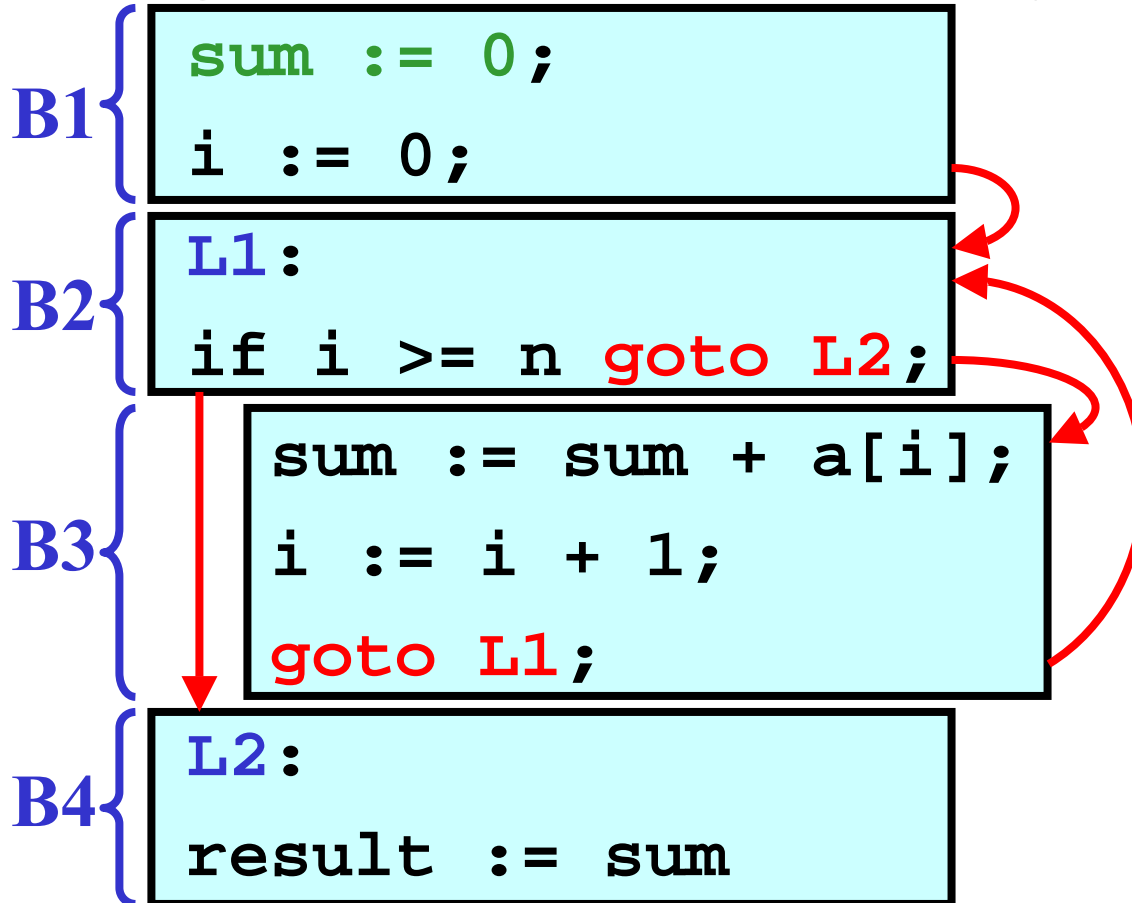 B1
sum := 0;
i := 0;
B2
L1:
if i >= n goto L2;
B3
sum := sum + a[i];
i := i + 1;
goto L1;
B4
L2:
result := sum